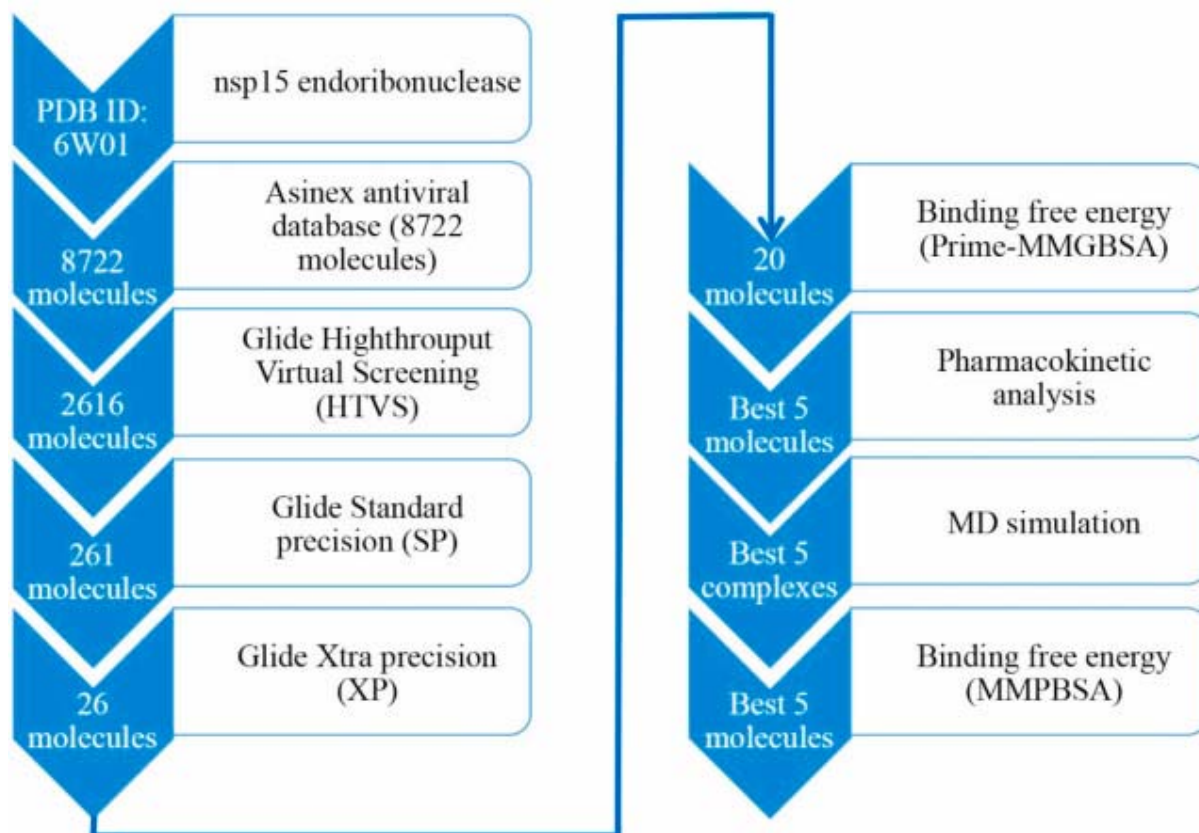 PDB ID:
6W01
nsp15 endoribonuclease
8722
molecules
Asinex antiviral
database (8722
molecules)
2616
molecules
Glide Highthrouput
Virtual Screening
(HTVS)
261
molecules
Glide Standard
precision (SP)
26
molecules
Glide Xtra precision
(XP)
20
molecules
Binding free energy
(Prime-MMGBSA)
Best 5
molecules
Pharmacokinetic
analysis
Best 5
complexes
MD simulation
Best 5
molecules
Binding free energy
(MMPBSA)